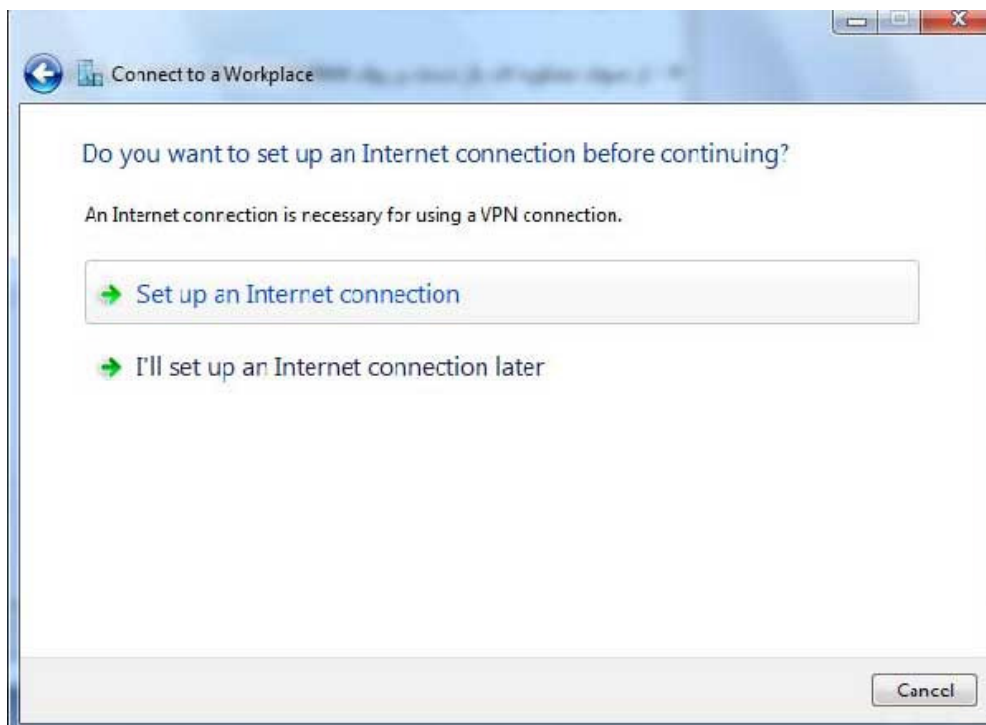 Connect to a Workplace
Do you want to set up an Internet connection before continuing?
An Internet connection is necessary for using a VPN connection.
Set up an Internet connection
I'll set up an Internet connection later
Cancel